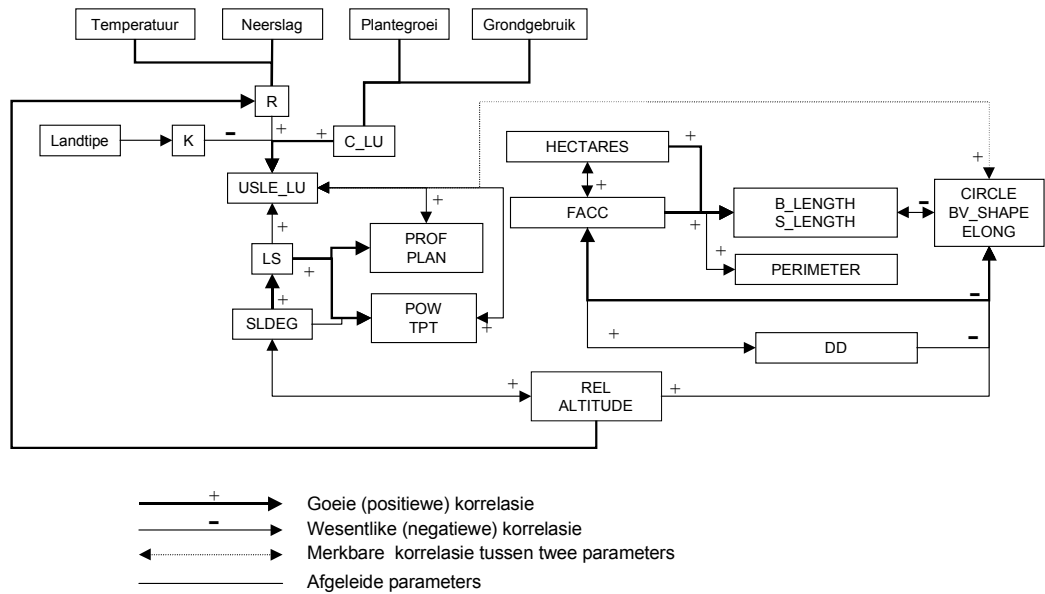 Temperatuur
Neerslag
Plantegroei
Grondgebruik
R
Landtipe
K
-
+
+
C_LU
USLE_LU
+
+
LS
+
PROF
PLAN
+
SLDEG
POW
TPT
+
HECTARES
+
+
FACC
+
B_LENGTH
S_LENGTH
-
+
CIRCLE
BV_SHAPE
ELONG
+
PERIMETER
-
+
DD
-
+
REL
ALTITUDE
+
+
Goeie (positiewe) korrelasie
-
Wesentlike (negatiewe) korrelasie
Merkbare korrelasie tussen twee parameters
Afgeleide parameters